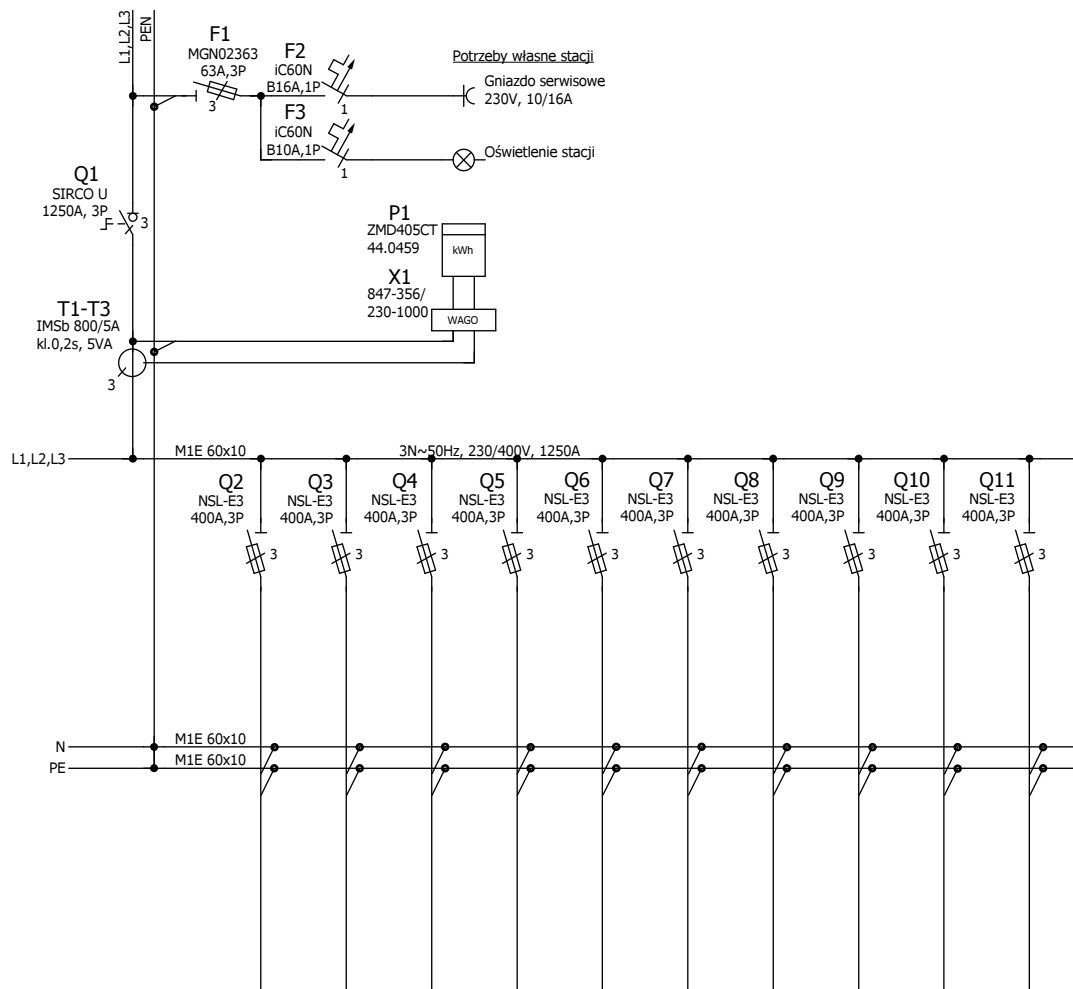 L1,L2,L3
PEN
F1
MGN02363
63A,3P
3
F2
iC60N
B16A,1P
1
Potrzeby własne stacji
Gniazdo serwisowe
230V, 10/16A
F3
iC60N
B10A,1P
1
Oświetlenie stacji
Q1
SIRCO U
1250A, 3P
3
P1
ZMD405CT
44.0459
kWh
X1
847-356/
230-1000
WAGO
T1-T3
IMSb 800/5A
kl.0,2s, 5VA
3
L1,L2,L3
M1E 60x10
3N~50Hz, 230/400V, 1250A
Q2
NSL-E3
400A,3P
3
Q3
NSL-E3
400A,3P
3
Q4
NSL-E3
400A,3P
3
Q5
NSL-E3
400A,3P
3
Q6
NSL-E3
400A,3P
3
Q7
NSL-E3
400A,3P
3
Q8
NSL-E3
400A,3P
3
Q9
NSL-E3
400A,3P
3
Q10
NSL-E3
400A,3P
3
Q11
NSL-E3
400A,3P
3
N
M1E 60x10
PE
M1E 60x10